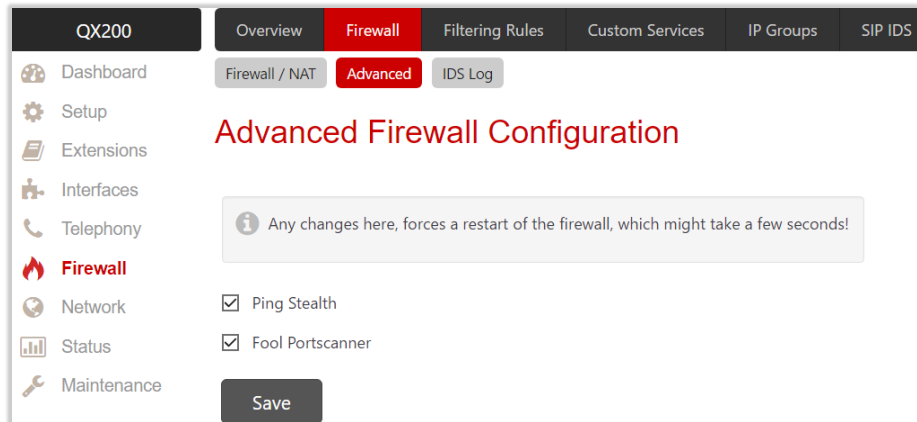 QX200
Overview
Firewall
Filtering Rules
Custom Services
IP Groups
SIP IDS
Dashboard
Setup
Extensions
Interfaces
Telephony
Firewall
Network
Status
Maintenance
Firewall / NAT
Advanced
IDS Log
Advanced Firewall Configuration
Any changes here, forces a restart of the firewall, which might take a few seconds!
Ping Stealth
Fool Portscanner
Save